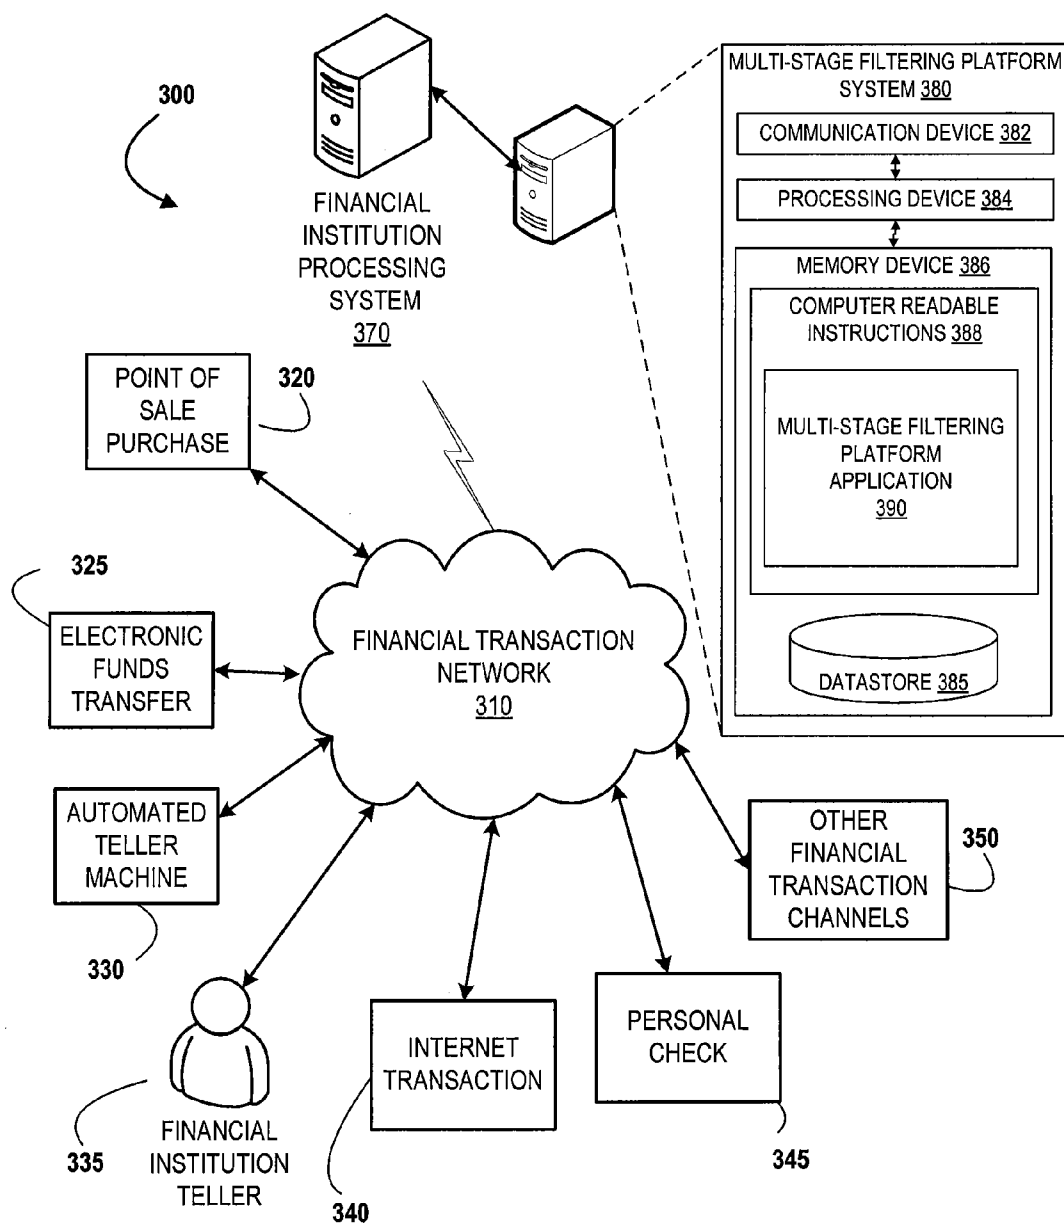 300
FINANCIAL
INSTITUTION
PROCESSING
SYSTEM
370
MULTI-STAGE FILTERING PLATFORM
SYSTEM 380
COMMUNICATION DEVICE 382
PROCESSING DEVICE 384
MEMORY DEVICE 386
COMPUTER READABLE
INSTRUCTIONS 388
MULTI-STAGE FILTERING
PLATFORM
APPLICATION
390
DATASTORE 385
POINT OF
SALE
PURCHASE
320
325
ELECTRONIC
FUNDS
TRANSFER
FINANCIAL TRANSACTION
NETWORK
310
AUTOMATED
TELLER
MACHINE
330
OTHER
FINANCIAL
TRANSACTION
CHANNELS
350
335
FINANCIAL
INSTITUTION
TELLER
INTERNET
TRANSACTION
340
PERSONAL
CHECK
345